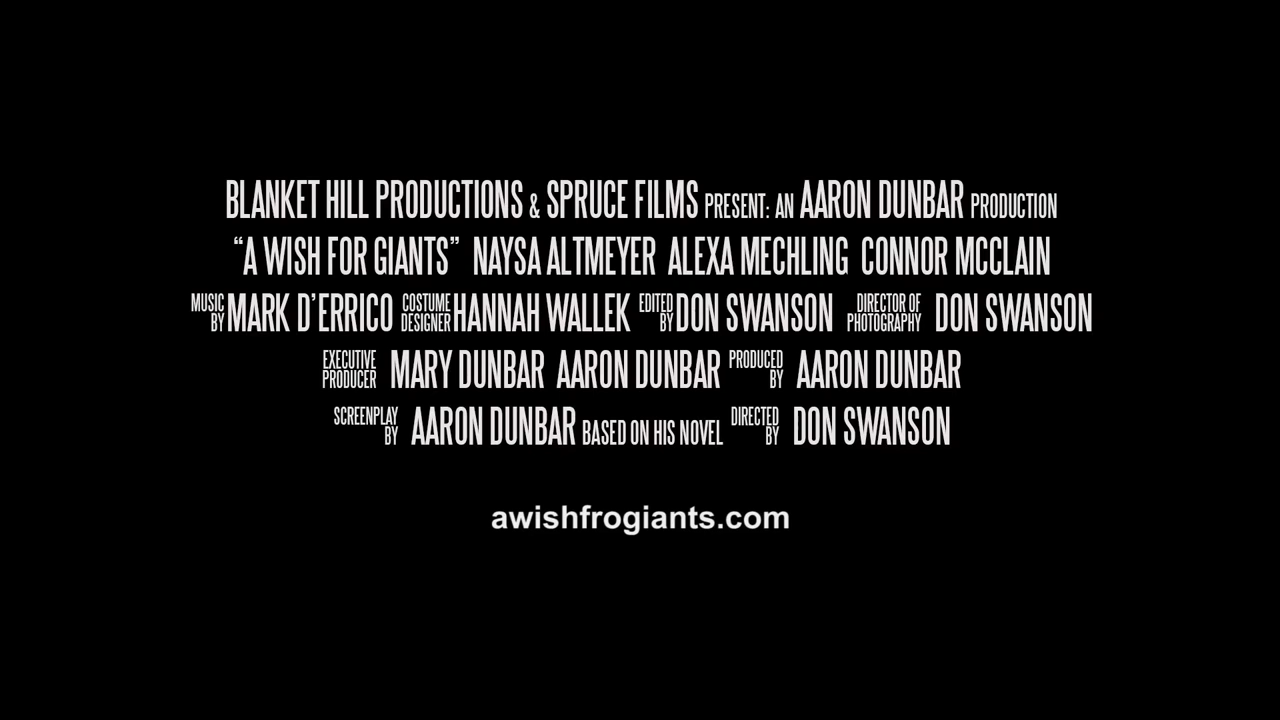 BLANKET HILL PRODUCTIONS & SPRUCE FILMS PRESENT: AN AARON DUNBAR PRODUCTION
“A WISH FOR GIANTS” NAYSA ALTMEYER ALEXA MECHLING CONNOR MCCLAIN
MUSIC BY MARK D’ERRICO COSTUME DESIGNER HANNAH WALLEK EDITED BY DON SWANSON DIRECTOR OF PHOTOGRAPHY DON SWANSON
EXECUTIVE PRODUCER MARY DUNBAR AARON DUNBAR PRODUCED BY AARON DUNBAR
SCREENPLAY BY AARON DUNBAR BASED ON HIS NOVEL DIRECTED BY DON SWANSON
awishfrogiants.com